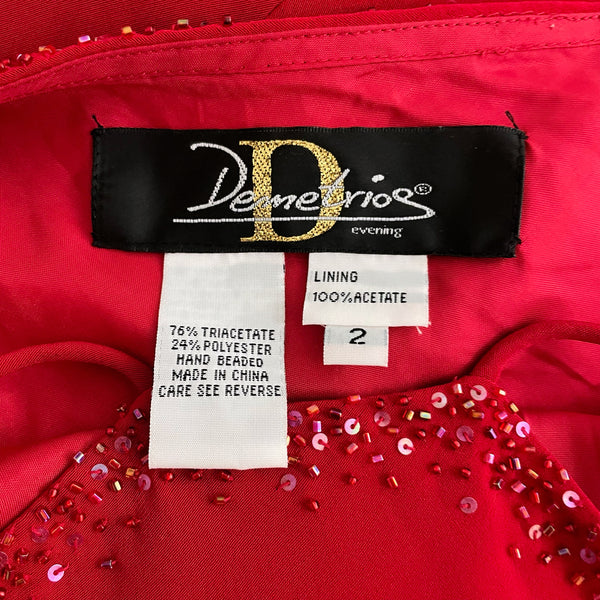 D
Demetrios®
evening
LINING
100% ACETATE
2
76% TRIACETATE
24% POLYESTER
HAND BEADED
MADE IN CHINA
CARE SEE REVERSE